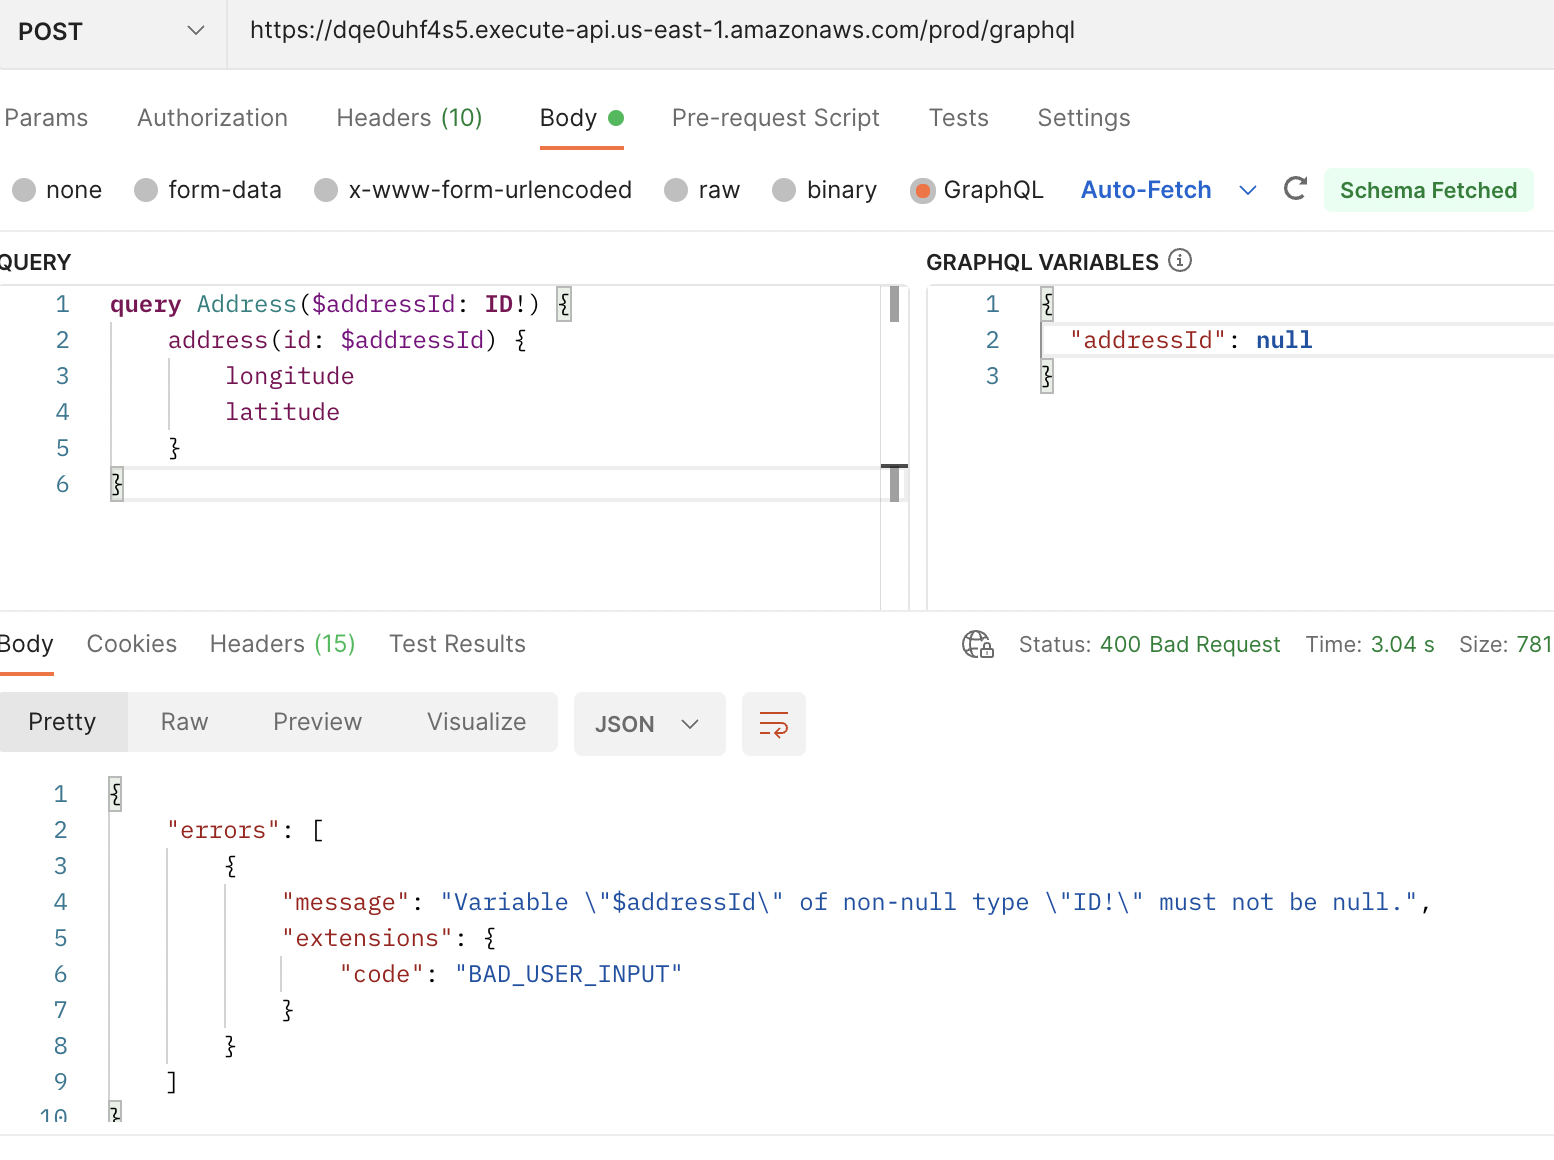 POST https://dqe0uhf4s5.execute-api.us-east-1.amazonaws.com/prod/graphql
Params Authorization Headers (10) Body Pre-request Script Tests Settings
none form-data x-www-form-urlencoded raw binary GraphQL Auto-Fetch Schema Fetched
QUERY GRAPHQL VARIABLES
1 query Address($addressId: ID!) { 1 {
2 address(id: $addressId) { 2 "addressId": null
3 longitude 3 }
4 latitude
5 }
6 }
Body Cookies Headers (15) Test Results Status: 400 Bad Request Time: 3.04 s Size: 781
Pretty Raw Preview Visualize JSON
1 {
2 "errors": [
3 {
4 "message": "Variable \"$addressId\" of non-null type \"ID!\" must not be null.",
5 "extensions": {
6 "code": "BAD_USER_INPUT"
7 }
8 }
9 ]
10 }